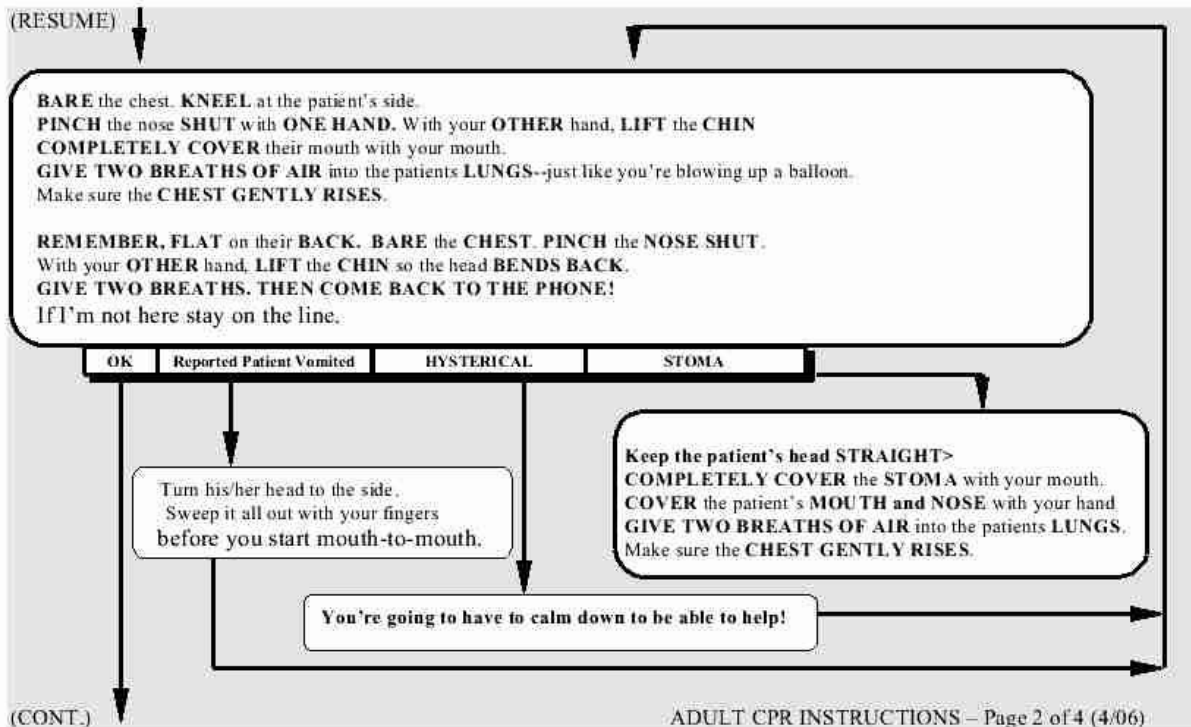 (RESUME)
BARE the chest. KNEEL at the patient's side.
PINCH the nose SHUT with ONE HAND. With your OTHER hand, LIFT the CHIN
COMPLETELY COVER their mouth with your mouth.
GIVE TWO BREATHS OF AIR into the patients LUNGS--just like you're blowing up a balloon.
Make sure the CHEST GENTLY RISES.
REMEMBER, FLAT on their BACK. BARE the CHEST. PINCH the NOSE SHUT.
With your OTHER hand, LIFT the CHIN so the head BENDS BACK.
GIVE TWO BREATHS. THEN COME BACK TO THE PHONE!
If I'm not here stay on the line.
OK Reported Patient Vomited HYSTERICAL STOMA
Turn his/her head to the side.
Sweep it all out with your fingers
before you start mouth-to-mouth.
Keep the patient's head STRAIGHT>
COMPLETELY COVER the STOMA with your mouth.
COVER the patient's MOUTH and NOSE with your hand
GIVE TWO BREATHS OF AIR into the patients LUNGS.
Make sure the CHEST GENTLY RISES.
You're going to have to calm down to be able to help!
(CONT.) ADULT CPR INSTRUCTIONS – Page 2 of 4 (4/06)